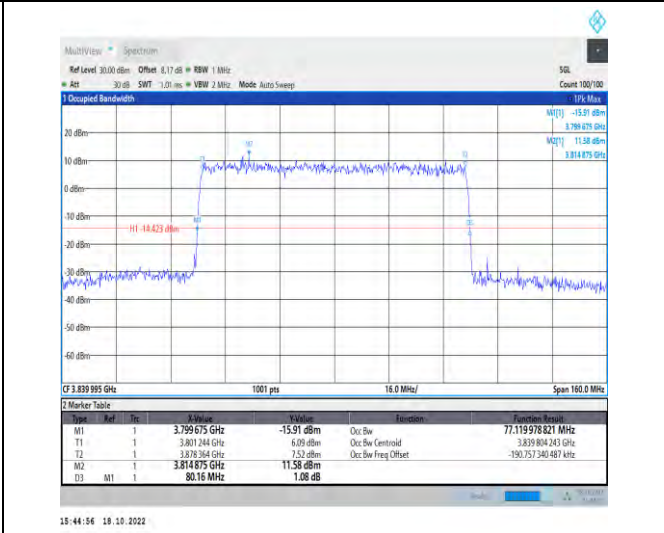 MultiView Spectrum
Ref Level 30.00 dBm Offset 8.17 dB RBW 1 MHz SGL
Att 30 dB SWT 1.01 ms VBW 2 MHz Mode Auto Sweep Count 100/100
1 Occupied Bandwidth 1Pk Max
M1[1] -15.91 dBm
3.799 675 GHz
M2[1] 11.58 dBm
3.814 875 GHz
20 dBm
10 dBm
0 dBm
-10 dBm
H1 -14.423 dBm
-20 dBm
-30 dBm
-40 dBm
-50 dBm
-60 dBm
CF 3.839 995 GHz 1001 pts 16.0 MHz/ Span 160.0 MHz
2 Marker Table
Type Ref Trc X-Value Y-Value Function Function Result
M1 1 3.799 675 GHz -15.91 dBm Occ Bw 77.119 978 821 MHz
T1 1 3.801 244 GHz 6.09 dBm Occ Bw Centroid 3.839 804 243 GHz
T2 1 3.878 364 GHz 7.52 dBm Occ Bw Freq Offset -190.757 340 487 kHz
M2 1 3.814 875 GHz 11.58 dBm
D3 M1 1 80.16 MHz 1.08 dB
15:44:56 18.10.2022